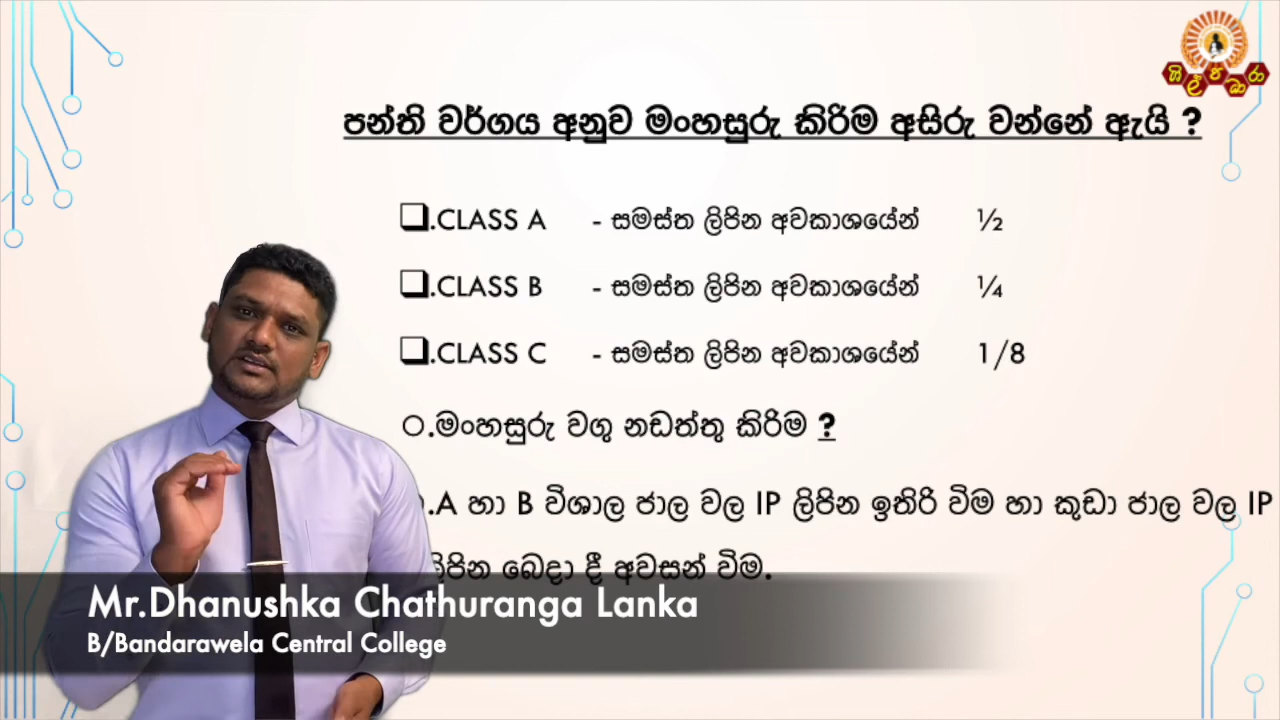 ශිල්ප ධාරා
පන්ති වර්ගය අනුව මංහසුරු කිරිම අසිරු වන්නේ ඇයි ?
❑.CLASS A - සමස්ත ලිපින අවකාශයේන් ½
❑.CLASS B - සමස්ත ලිපින අවකාශයේන් ¼
❑.CLASS C - සමස්ත ලිපින අවකාශයේන් 1/8
○.මංහසුරු වගු නඩත්තු කිරිම ?
.A හා B විශාල ජාල වල IP ලිපින ඉතිරි විම හා කුඩා ජාල වල IP
ලිපින බෙදා දී අවසන් විම.
Mr.Dhanushka Chathuranga Lanka
B/Bandarawela Central College